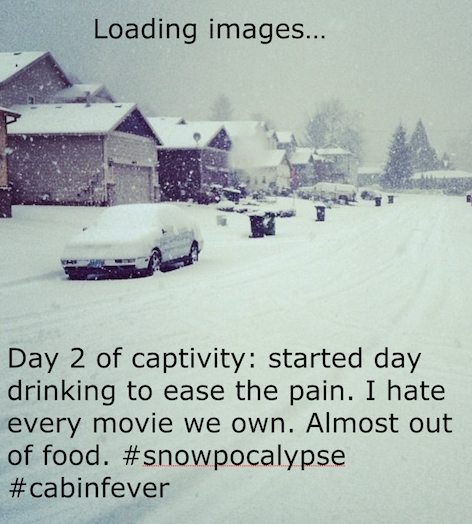 Loading images...
Day 2 of captivity: started day
drinking to ease the pain. I hate
every movie we own. Almost out
of food. #snowpocalypse
#cabinfever